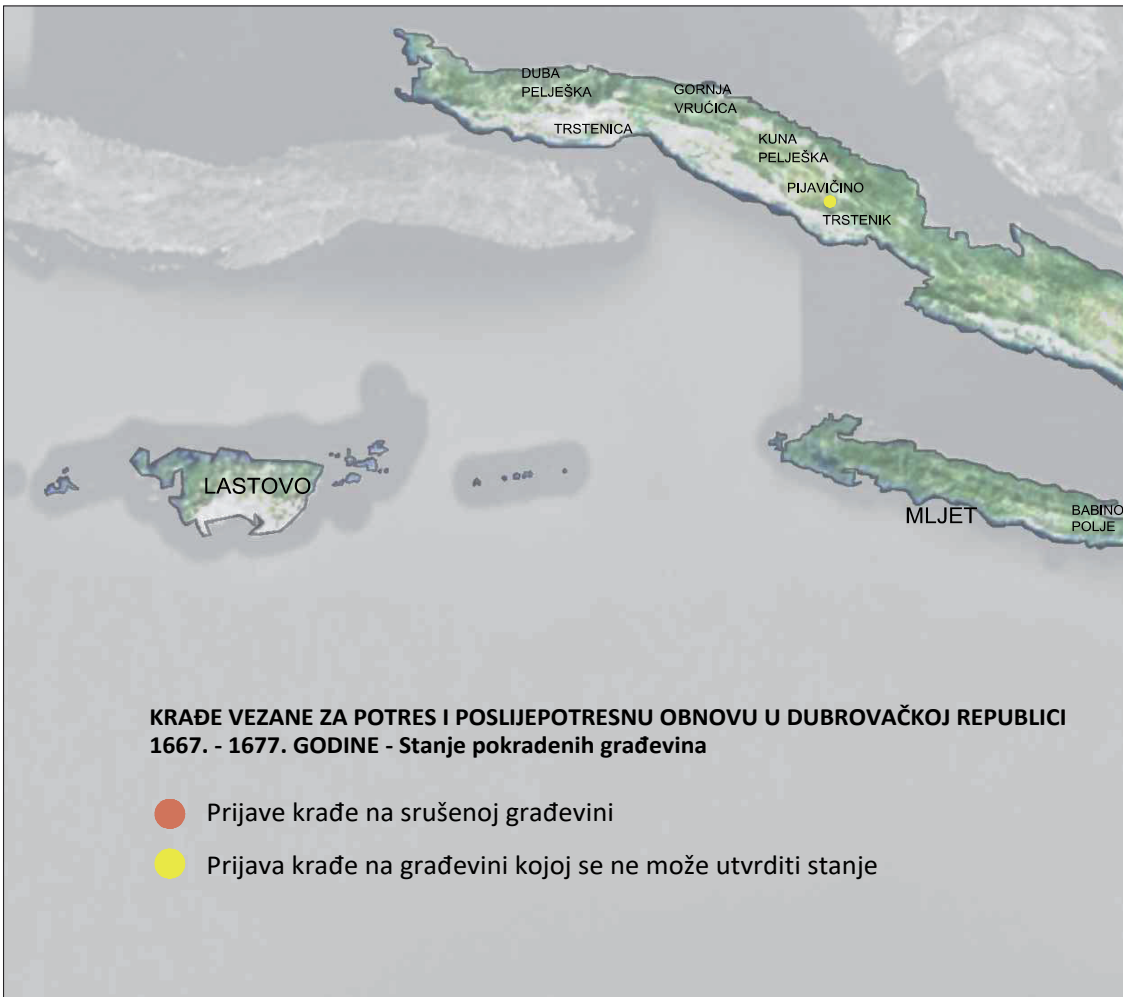 DUBA
PELJEŠKA
GORNJA
VRUĆICA
TRSTENICA
KUNA
PELJEŠKA
PIJAVIČINO
TRSTENIK
LASTOVO
MLJET
BABINO
POLJE
KRAĐE VEZANE ZA POTRES I POSLIJEPOTRESNU OBNOVU U DUBROVAČKOJ REPUBLICI
1667. - 1677. GODINE - Stanje pokradenih građevina
Prijave krađe na srušenoj građevini
Prijava krađe na građevini kojoj se ne može utvrditi stanje